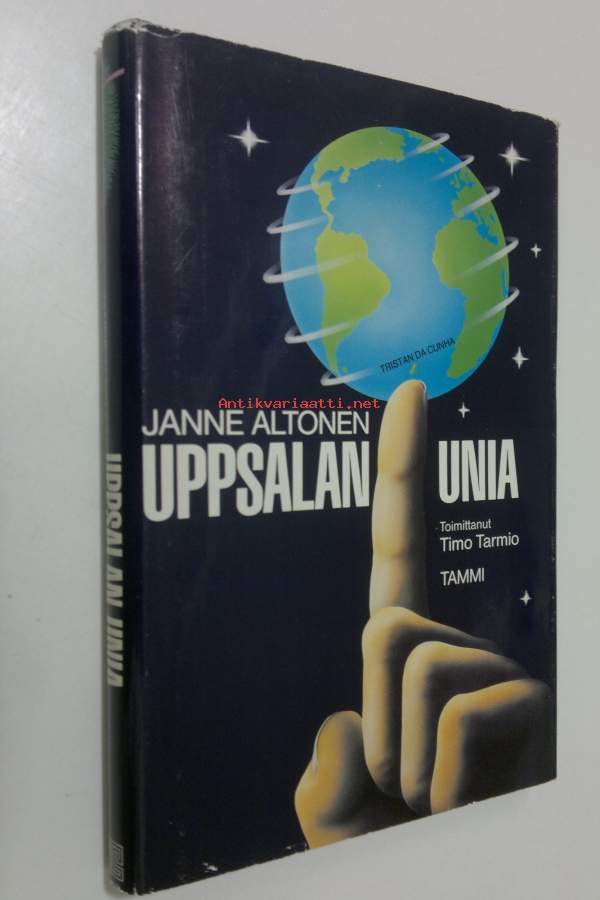 TRISTAN DA CUNHA
Antikvariaatti.net
JANNE ALTONEN
UPPSALAN UNIA
Toimittanut
Timo Tarmio
TAMMI
UPPSALAN UNIA